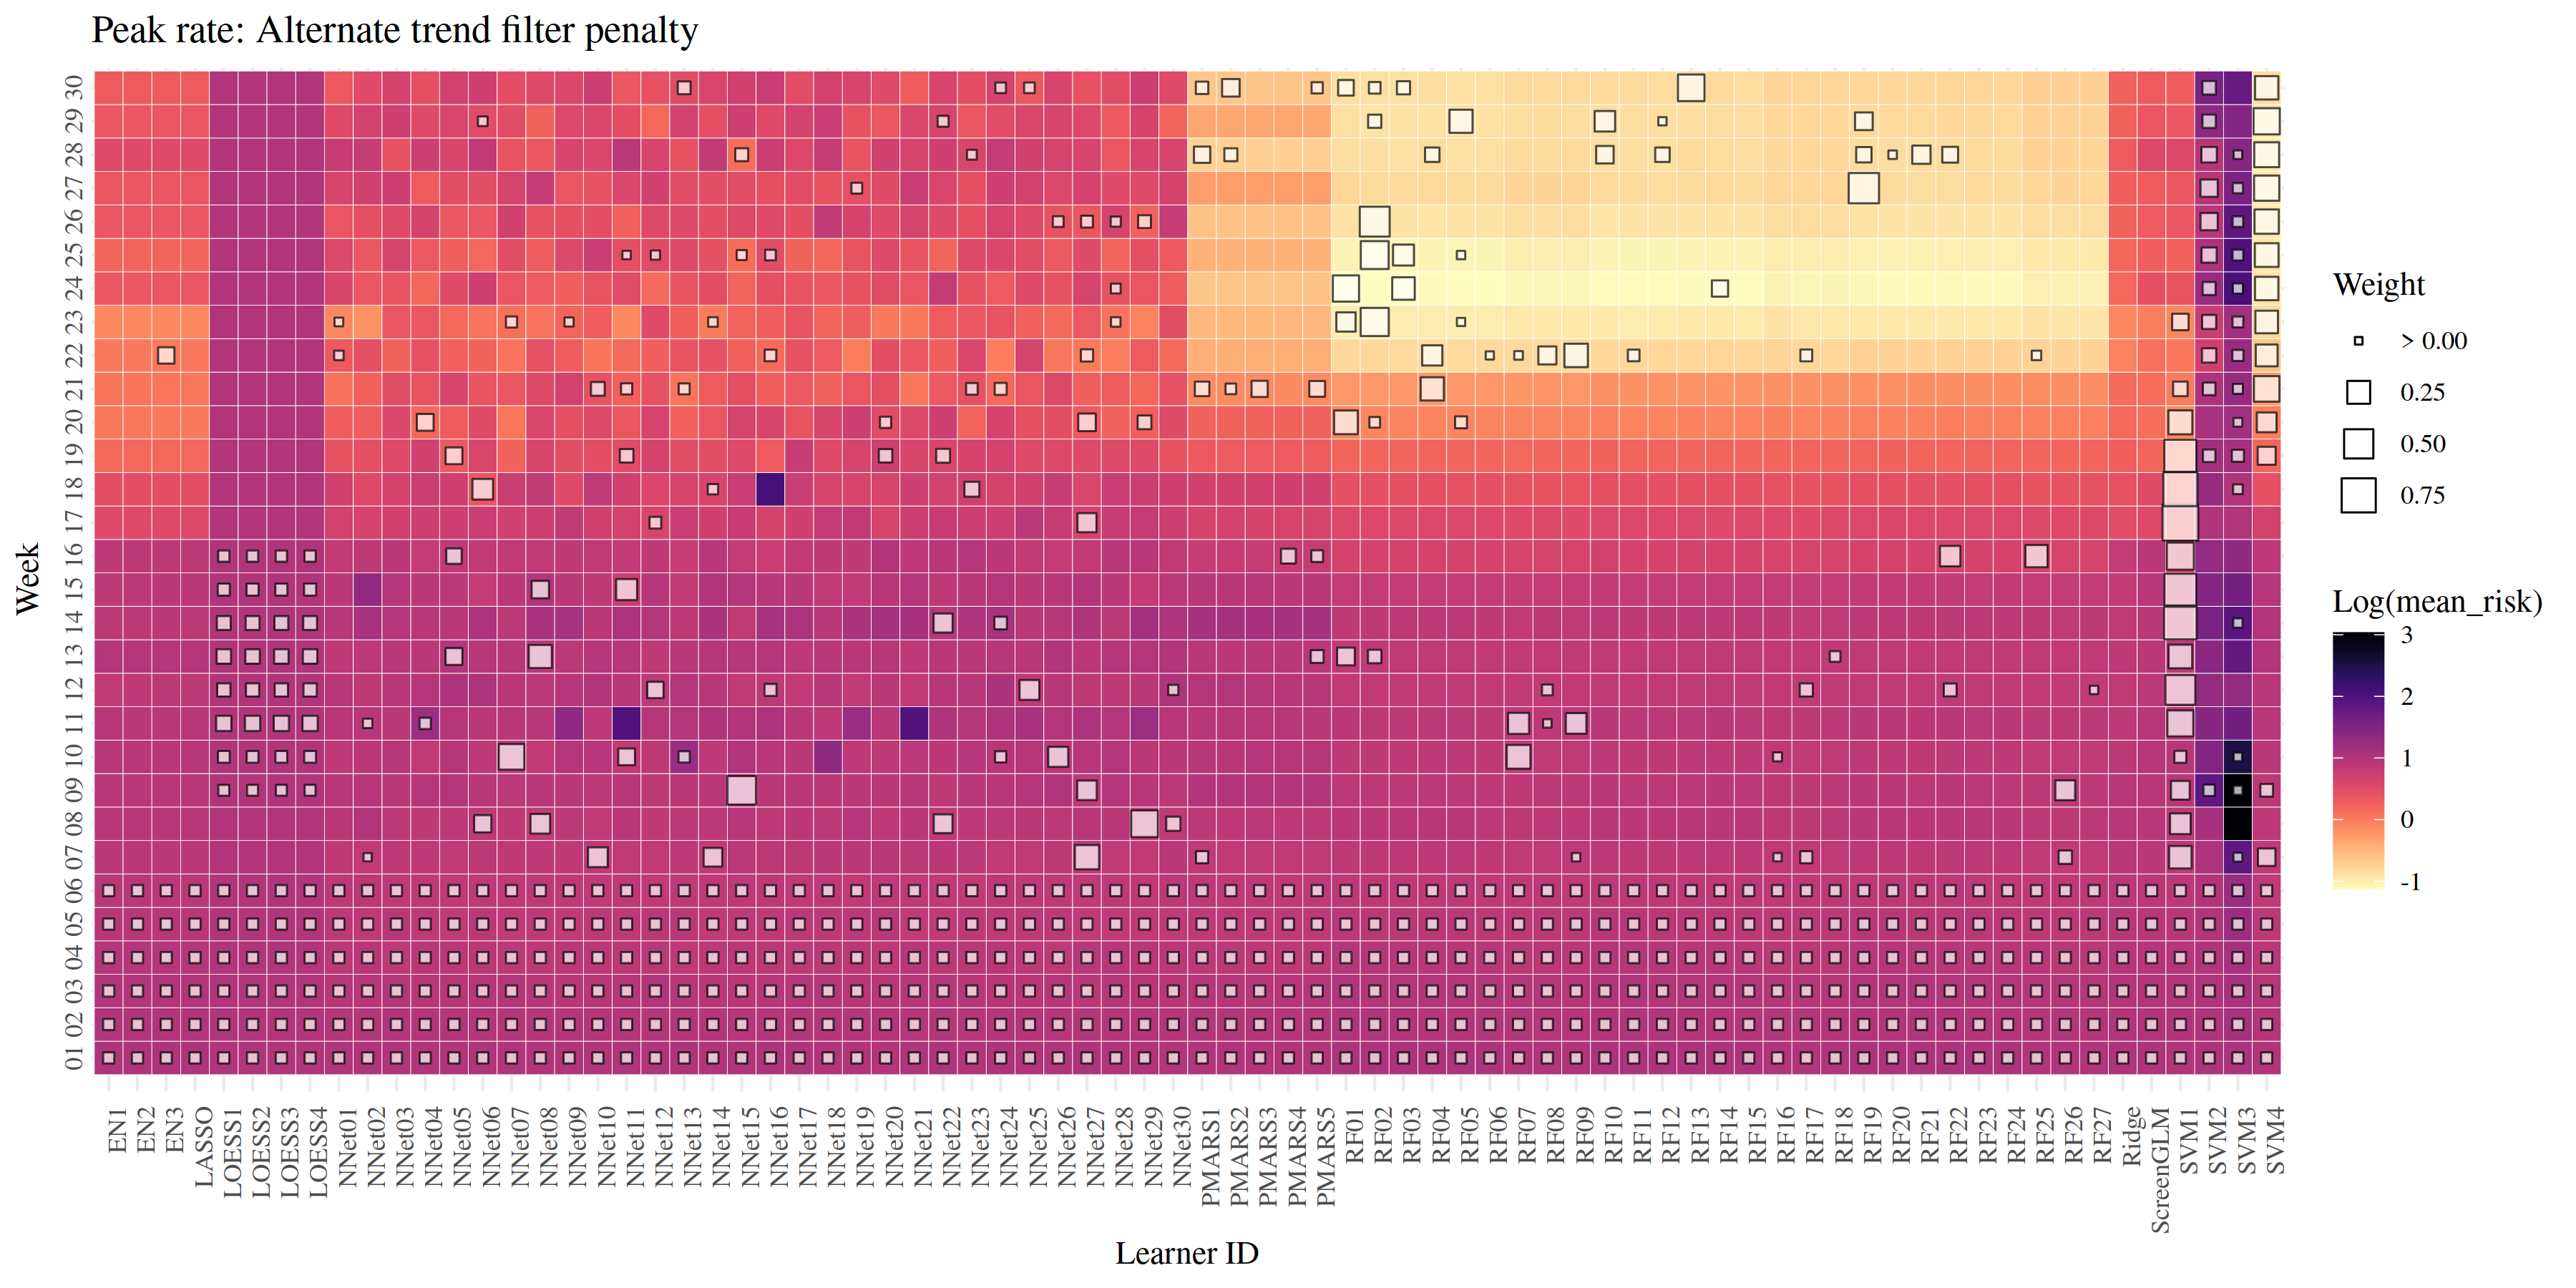 Peak rate: Alternate trend filter penalty
Week
30
29
28
27
26
25
24
23
22
21
20
19
18
17
16
15
14
13
12
11
10
09
08
07
06
05
04
03
02
01
EN1
EN2
EN3
LASSO
LOESS1
LOESS2
LOESS3
LOESS4
NNet01
NNet02
NNet03
NNet04
NNet05
NNet06
NNet07
NNet08
NNet09
NNet10
NNet11
NNet12
NNet13
NNet14
NNet15
NNet16
NNet17
NNet18
NNet19
NNet20
NNet21
NNet22
NNet23
NNet24
NNet25
NNet26
NNet27
NNet28
NNet29
NNet30
PMARS1
PMARS2
PMARS3
PMARS4
PMARS5
RF01
RF02
RF03
RF04
RF05
RF06
RF07
RF08
RF09
RF10
RF11
RF12
RF13
RF14
RF15
RF16
RF17
RF18
RF19
RF20
RF21
RF22
RF23
RF24
RF25
RF26
RF27
Ridge
ScreenGLM
SVM1
SVM2
SVM3
SVM4
Learner ID
Weight
> 0.00
0.25
0.50
0.75
Log(mean_risk)
3
2
1
0
-1